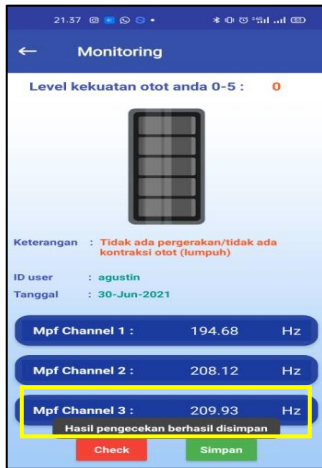 21.37
Monitoring
Level kekuatan otot anda 0-5 : 0
Keterangan : Tidak ada pergerakan/tidak ada
kontraksi otot (lumpuh)
ID user : agustin
Tanggal : 30-Jun-2021
Mpf Channel 1 : 194.68 Hz
Mpf Channel 2 : 208.12 Hz
Mpf Channel 3 : 209.93 Hz
Hasil pengecekan berhasil disimpan
Check Simpan